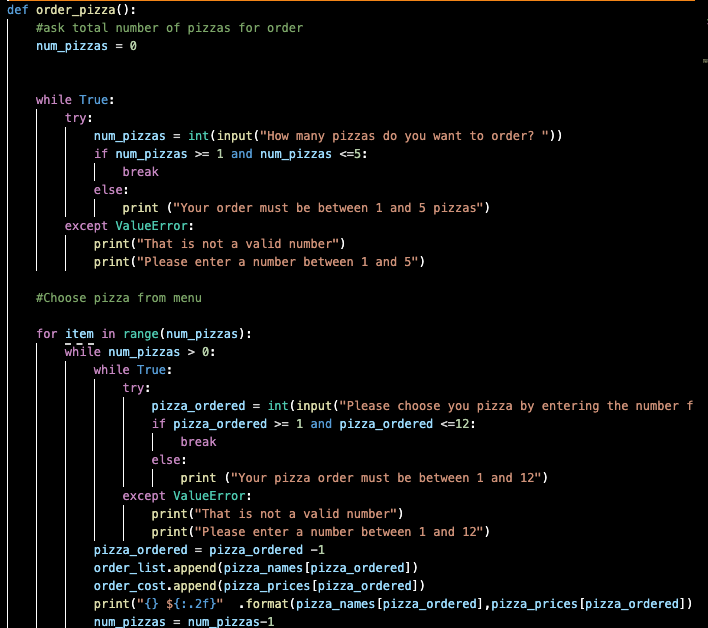 def order_pizza():
    #ask total number of pizzas for order
    num_pizzas = 0
    while True:
        try:
            num_pizzas = int(input("How many pizzas do you want to order? "))
            if num_pizzas >= 1 and num_pizzas <=5:
                break
            else:
                print ("Your order must be between 1 and 5 pizzas")
        except ValueError:
            print("That is not a valid number")
            print("Please enter a number between 1 and 5")
    #Choose pizza from menu
    for item in range(num_pizzas):
        while num_pizzas > 0:
            while True:
                try:
                    pizza_ordered = int(input("Please choose you pizza by entering the number f
                    if pizza_ordered >= 1 and pizza_ordered <=12:
                        break
                    else:
                        print ("Your pizza order must be between 1 and 12")
                except ValueError:
                    print("That is not a valid number")
                    print("Please enter a number between 1 and 12")
            pizza_ordered = pizza_ordered -1
            order_list.append(pizza_names[pizza_ordered])
            order_cost.append(pizza_prices[pizza_ordered])
            print("{} ${:.2f}"  .format(pizza_names[pizza_ordered],pizza_prices[pizza_ordered])
            num_pizzas = num_pizzas-1